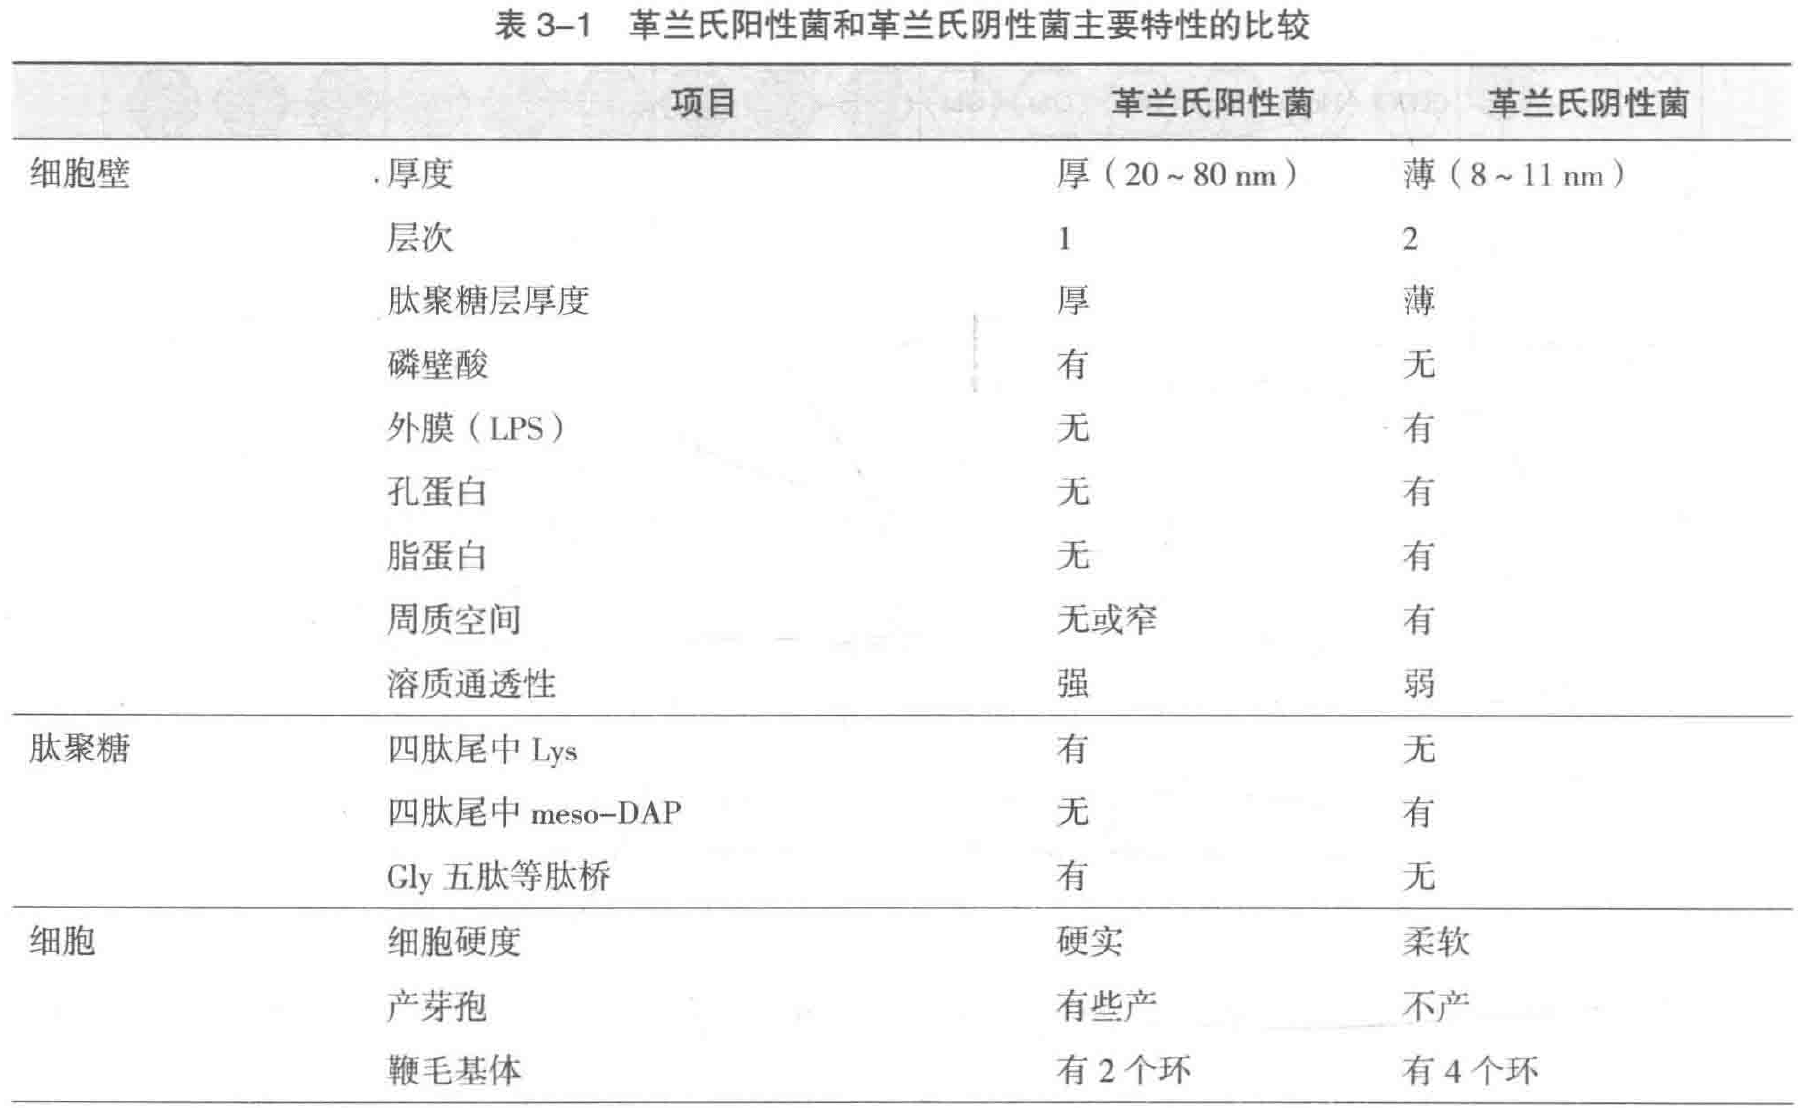 表 3-1 革兰氏阳性菌和革兰氏阴性菌主要特性的比较
项目 革兰氏阳性菌 革兰氏阴性菌
细胞壁 厚度 厚（20 ~ 80 nm） 薄（8 ~ 11 nm）
层次 1 2
肽聚糖层厚度 厚 薄
磷壁酸 有 无
外膜（LPS） 无 有
孔蛋白 无 有
脂蛋白 无 有
周质空间 无或窄 有
溶质通透性 强 弱
肽聚糖 四肽尾中 Lys 有 无
四肽尾中 meso-DAP 无 有
Gly 五肽等肽桥 有 无
细胞 细胞硬度 硬实 柔软
产芽孢 有些产 不产
鞭毛基体 有 2 个环 有 4 个环